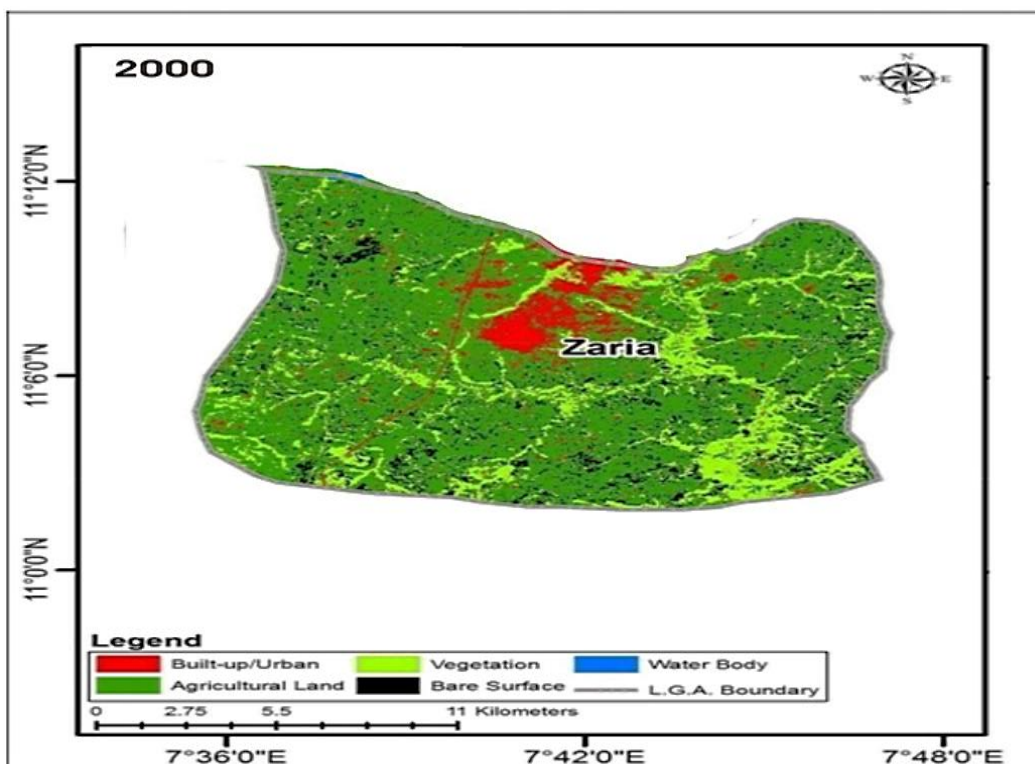 2000
N
W E
S
11°12'0"N
11°6'0"N
11°0'0"N
Zaria
Legend
Built-up/Urban Vegetation Water Body
Agricultural Land Bare Surface L.G.A. Boundary
0 2.75 5.5 11 Kilometers
7°36'0"E 7°42'0"E 7°48'0"E